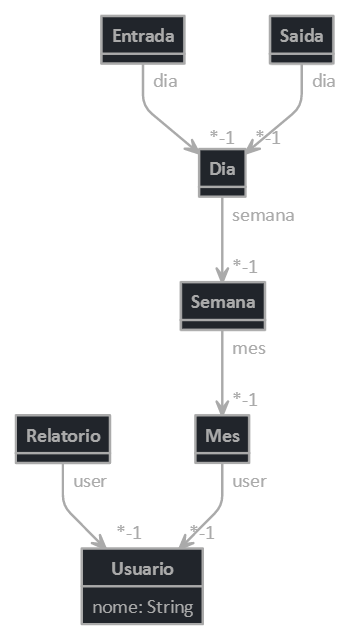 Entrada
Saida
dia
dia
*-1
*-1
Dia
semana
*-1
Semana
mes
*-1
Relatorio
Mes
user
user
*-1
*-1
Usuario
nome: String